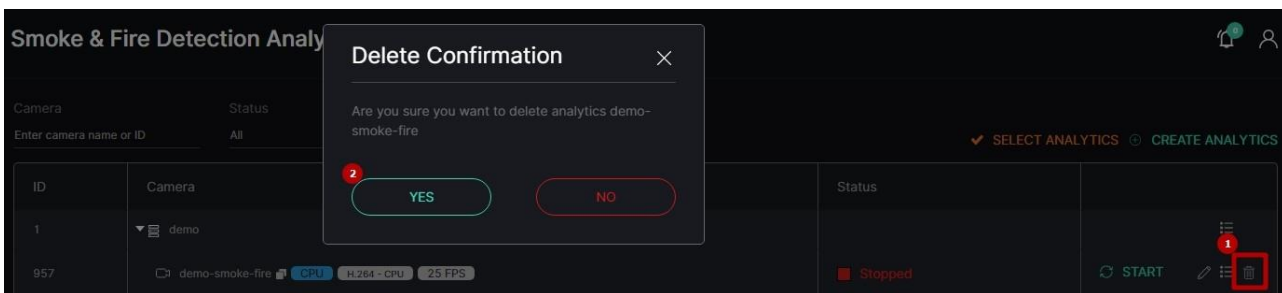 Smoke & Fire Detection Analy
0
Delete Confirmation
Are you sure you want to delete analytics demo-
smoke-fire
2
YES
NO
Camera
Status
Enter camera name or ID
All
SELECT ANALYTICS
CREATE ANALYTICS
ID
Camera
Status
1
demo
1
957
demo-smoke-fire
CPU
H.264 - CPU
25 FPS
Stopped
START